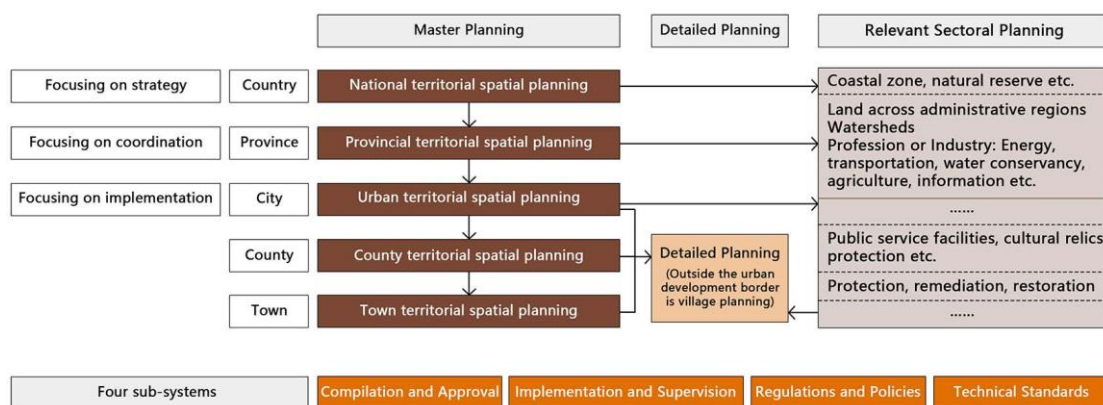 Master Planning
Detailed Planning
Relevant Sectoral Planning
Focusing on strategy
Country
National territorial spatial planning
Coastal zone, natural reserve etc.
Focusing on coordination
Province
Provincial territorial spatial planning
Land across administrative regions
Watersheds
Profession or Industry: Energy,
transportation, water conservancy,
agriculture, information etc.
Focusing on implementation
City
Urban territorial spatial planning
......
County
County territorial spatial planning
Detailed Planning
(Outside the urban
development border
is village planning)
Public service facilities, cultural relics
protection etc.
Protection, remediation, restoration
Town
Town territorial spatial planning
......
Four sub-systems
Compilation and Approval
Implementation and Supervision
Regulations and Policies
Technical Standards